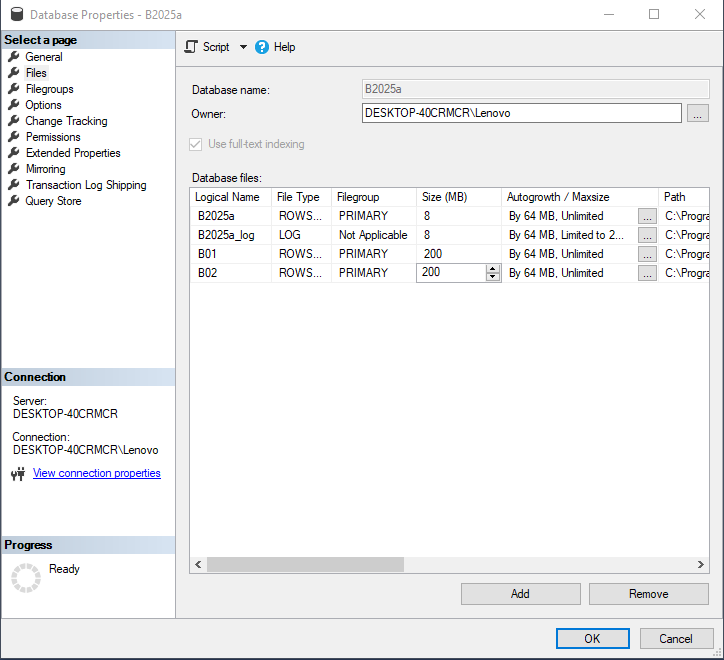 Database Properties - B2025a
Select a page
General
Files
Filegroups
Options
Change Tracking
Permissions
Extended Properties
Mirroring
Transaction Log Shipping
Query Store
Connection
Server:
DESKTOP-40CRMCR
Connection:
DESKTOP-40CRMCR\Lenovo
View connection properties
Progress
Ready
Script ? Help
Database name: B2025a
Owner: DESKTOP-40CRMCR\Lenovo ...
Use full-text indexing
Database files:
Logical Name File Type Filegroup Size (MB) Autogrowth / Maxsize Path
B2025a ROWS... PRIMARY 8 By 64 MB, Unlimited ... C:\Progra
B2025a_log LOG Not Applicable 8 By 64 MB, Limited to 2... ... C:\Progra
B01 ROWS... PRIMARY 200 By 64 MB, Unlimited ... C:\Progra
B02 ROWS... PRIMARY 200 By 64 MB, Unlimited ... C:\Progra
Add Remove
OK Cancel